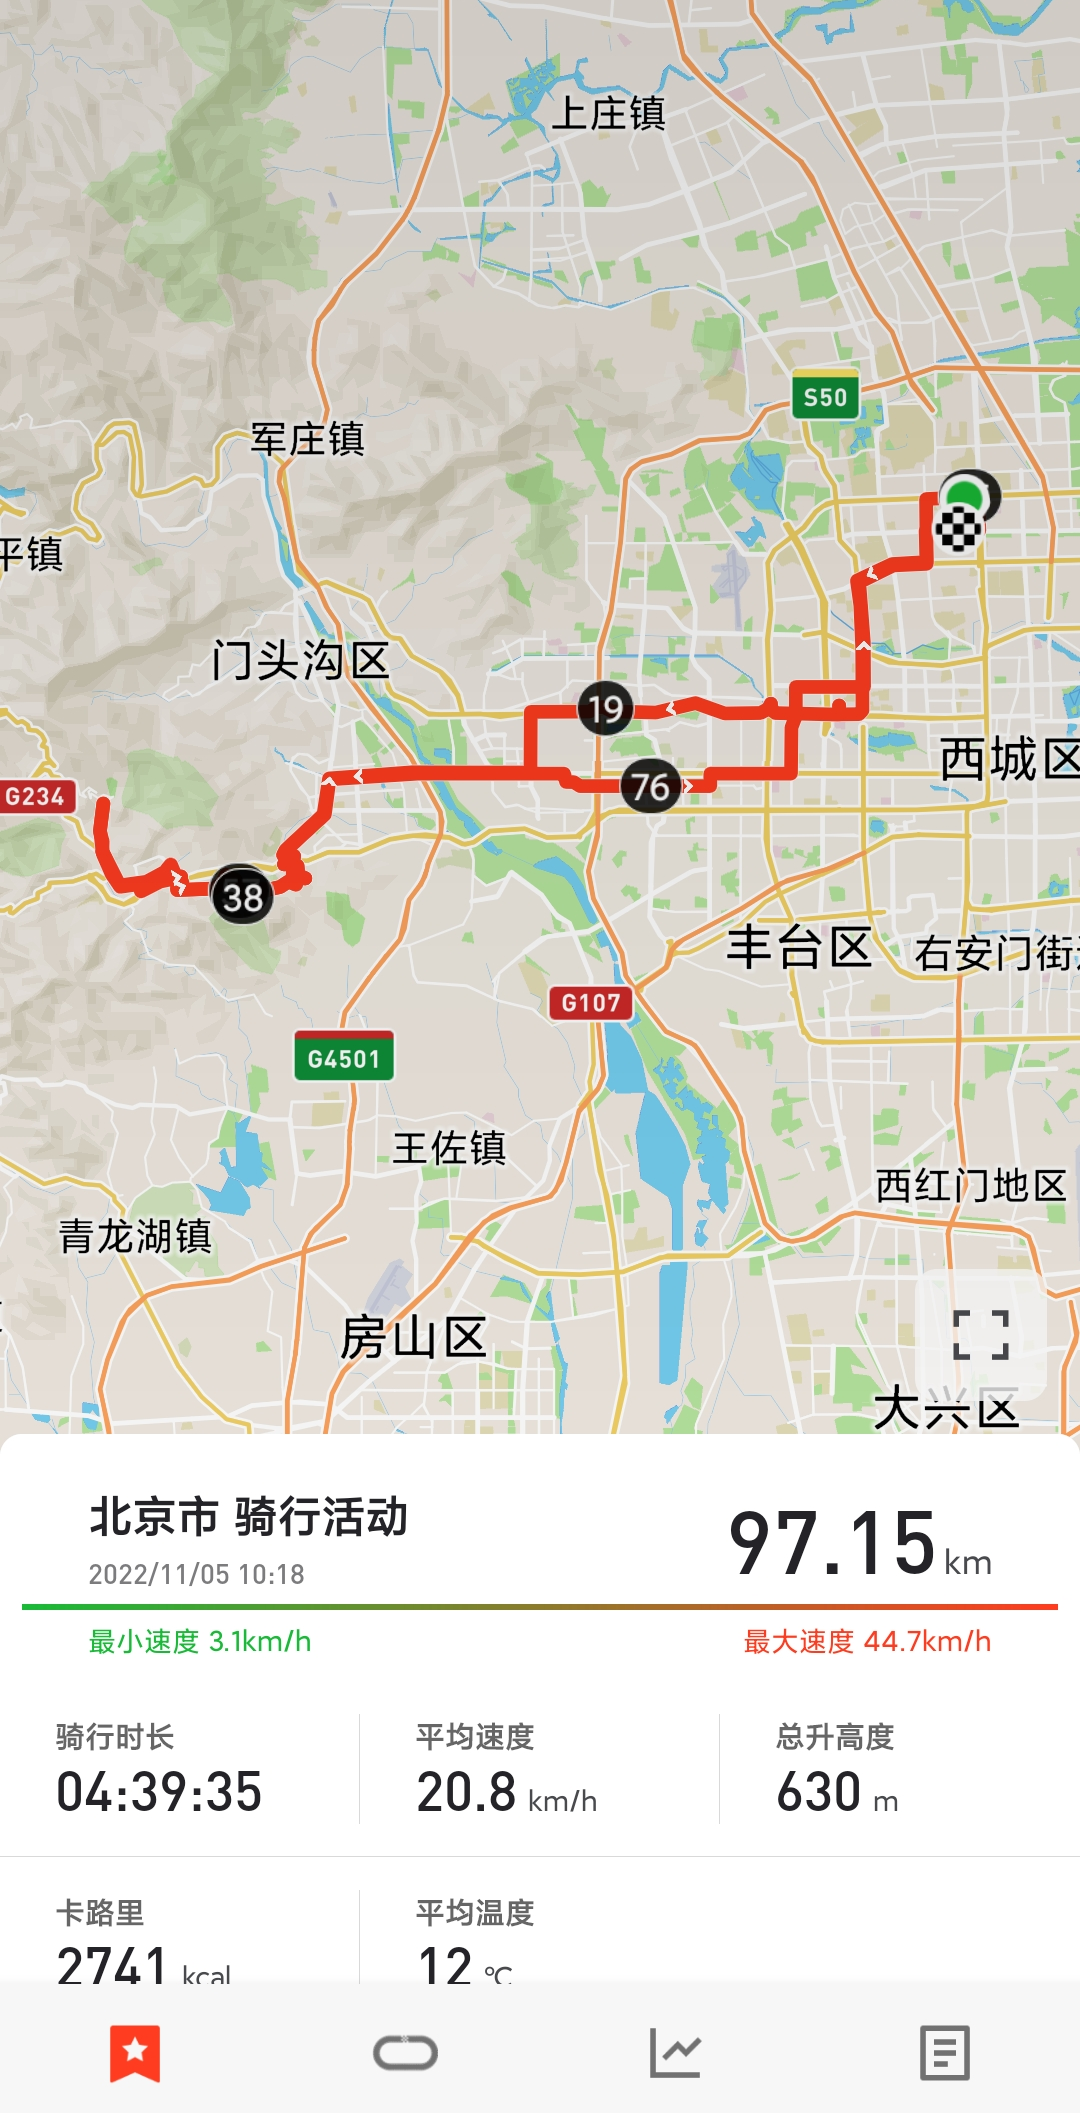 上庄镇
S50
军庄镇
平镇
门头沟区
19
西城区
76
G234
38
丰台区
右安门街
G107
G4501
王佐镇
西红门地区
青龙湖镇
房山区
大兴区
北京市 骑行活动
97.15 km
2022/11/05 10:18
最小速度 3.1km/h
最大速度 44.7km/h
骑行时长
平均速度
总升高度
04:39:35
20.8 km/h
630 m
卡路里
平均温度
2741 kcal
12 ℃